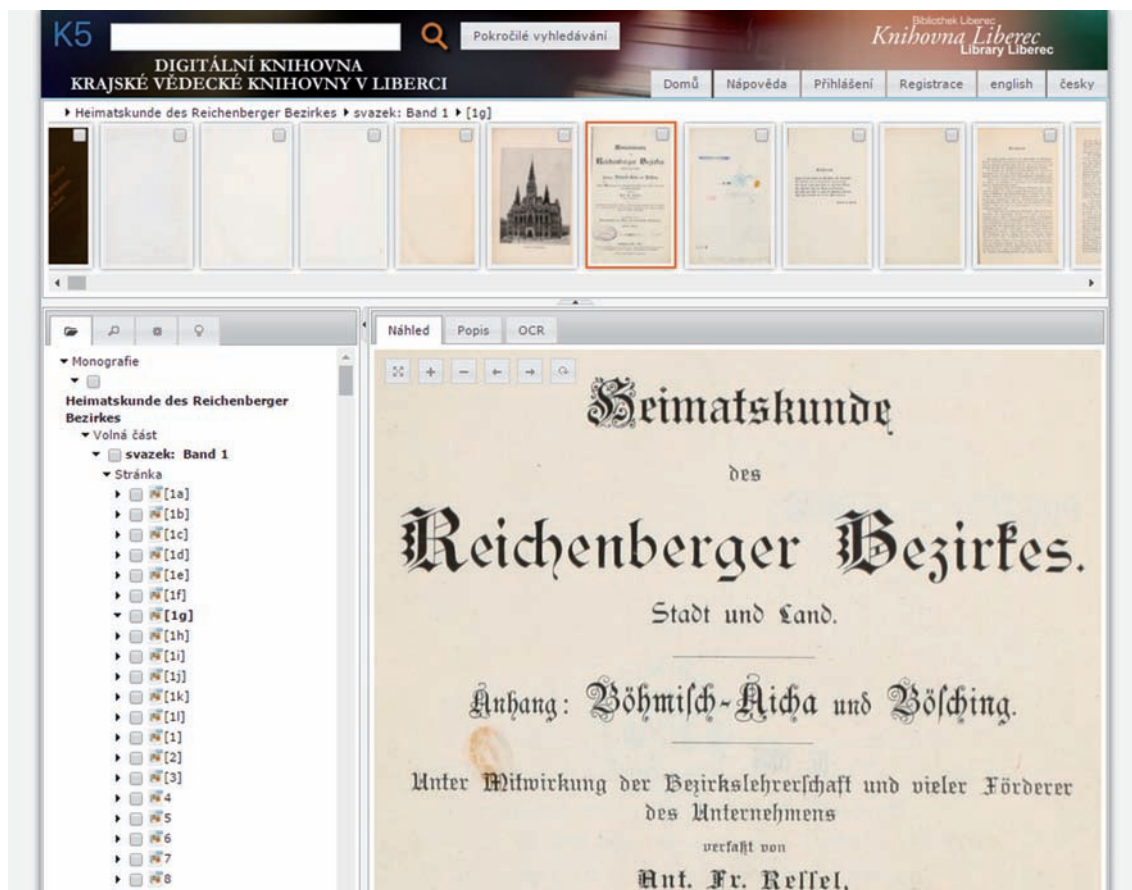 K5
Pokročilé vyhledávání
Bibliothek Liberec
Knihovna Liberec
Library Liberec
DIGITÁLNÍ KNIHOVNA
KRAJSKÉ VĚDECKÉ KNIHOVNY V LIBERCI
Domů Nápověda Přihlášení Registrace english česky
Heimatskunde des Reichenberger Bezirkes svazek: Band 1 [1g]
Náhled Popis OCR
Monografie
Heimatskunde des Reichenberger
Bezirkes
Volná část
svazek: Band 1
Stránka
[1a]
[1b]
[1c]
[1d]
[1e]
[1f]
[1g]
[1h]
[1i]
[1j]
[1k]
[1l]
[1]
[2]
[3]
4
5
6
7
8
Heimatskunde
des
Reichenberger Bezirkes.
Stadt und Land.
Anhang: Böhmiſch-Aicha und Böſching.
Unter Mitwirkung der Bezirkslehrerſchaft und vieler Förderer
des Unternehmens
verfaßt von
Ant. Fr. Reſſel,